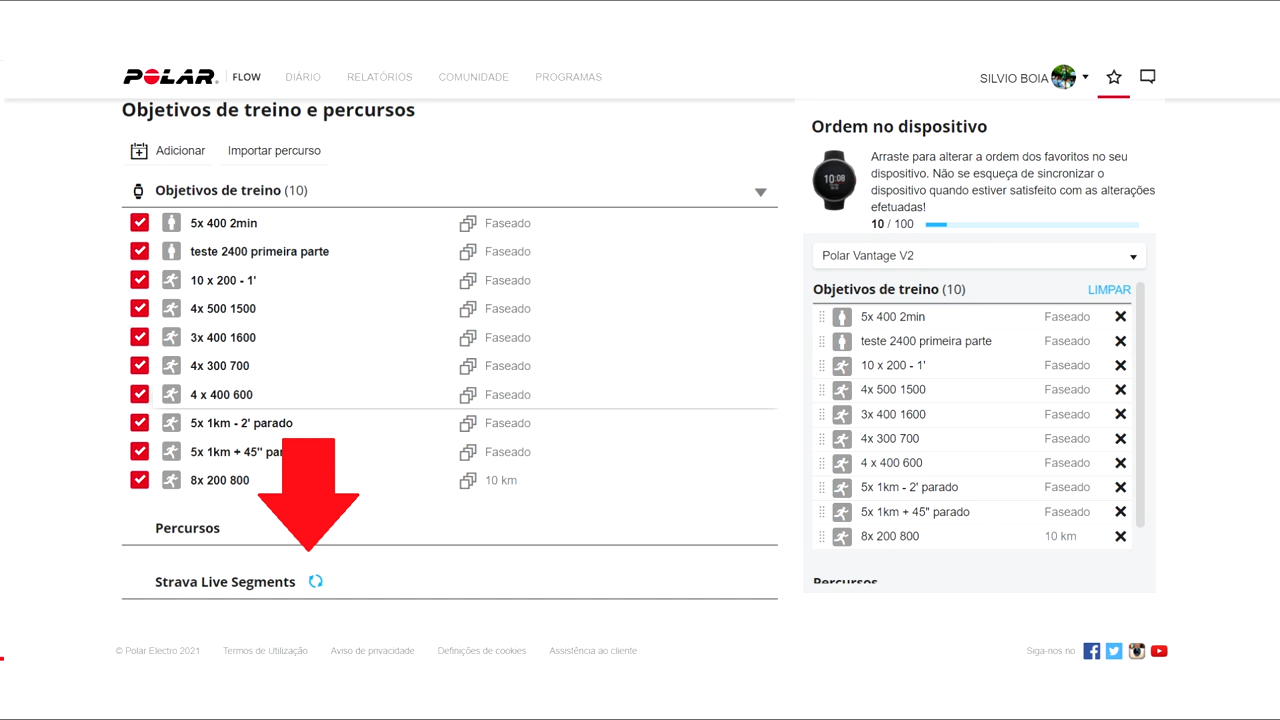 POLAR. FLOW DIÁRIO RELATÓRIOS COMUNIDADE PROGRAMAS SILVIO BOIA
Objetivos de treino e percursos
Adicionar Importar percurso
Objetivos de treino (10)
5x 400 2min Faseado
teste 2400 primeira parte Faseado
10 x 200 - 1' Faseado
4x 500 1500 Faseado
3x 400 1600 Faseado
4x 300 700 Faseado
4 x 400 600 Faseado
5x 1km - 2' parado Faseado
5x 1km + 45" Faseado
8x 200 800 10 km
Percursos
Strava Live Segments
Ordem no dispositivo
10:08
Arraste para alterar a ordem dos favoritos no seu
dispositivo. Não se esqueça de sincronizar o
dispositivo quando estiver satisfeito com as alterações
efetuadas!
10 / 100
Polar Vantage V2
Objetivos de treino (10) LIMPAR
5x 400 2min Faseado
teste 2400 primeira parte Faseado
10 x 200 - 1' Faseado
4x 500 1500 Faseado
3x 400 1600 Faseado
4x 300 700 Faseado
4 x 400 600 Faseado
5x 1km - 2' parado Faseado
5x 1km + 45" parado Faseado
8x 200 800 10 km
Percursos
© Polar Electro 2021 Termos de Utilização Aviso de privacidade Definições de cookies Assistência ao cliente Siga-nos no